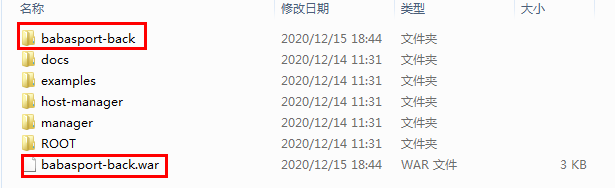 名称 修改日期 类型 大小
babasport-back 2020/12/15 18:44 文件夹
docs 2020/12/14 11:31 文件夹
examples 2020/12/14 11:31 文件夹
host-manager 2020/12/14 11:31 文件夹
manager 2020/12/14 11:31 文件夹
ROOT 2020/12/14 11:31 文件夹
babasport-back.war 2020/12/15 18:44 WAR 文件 3 KB